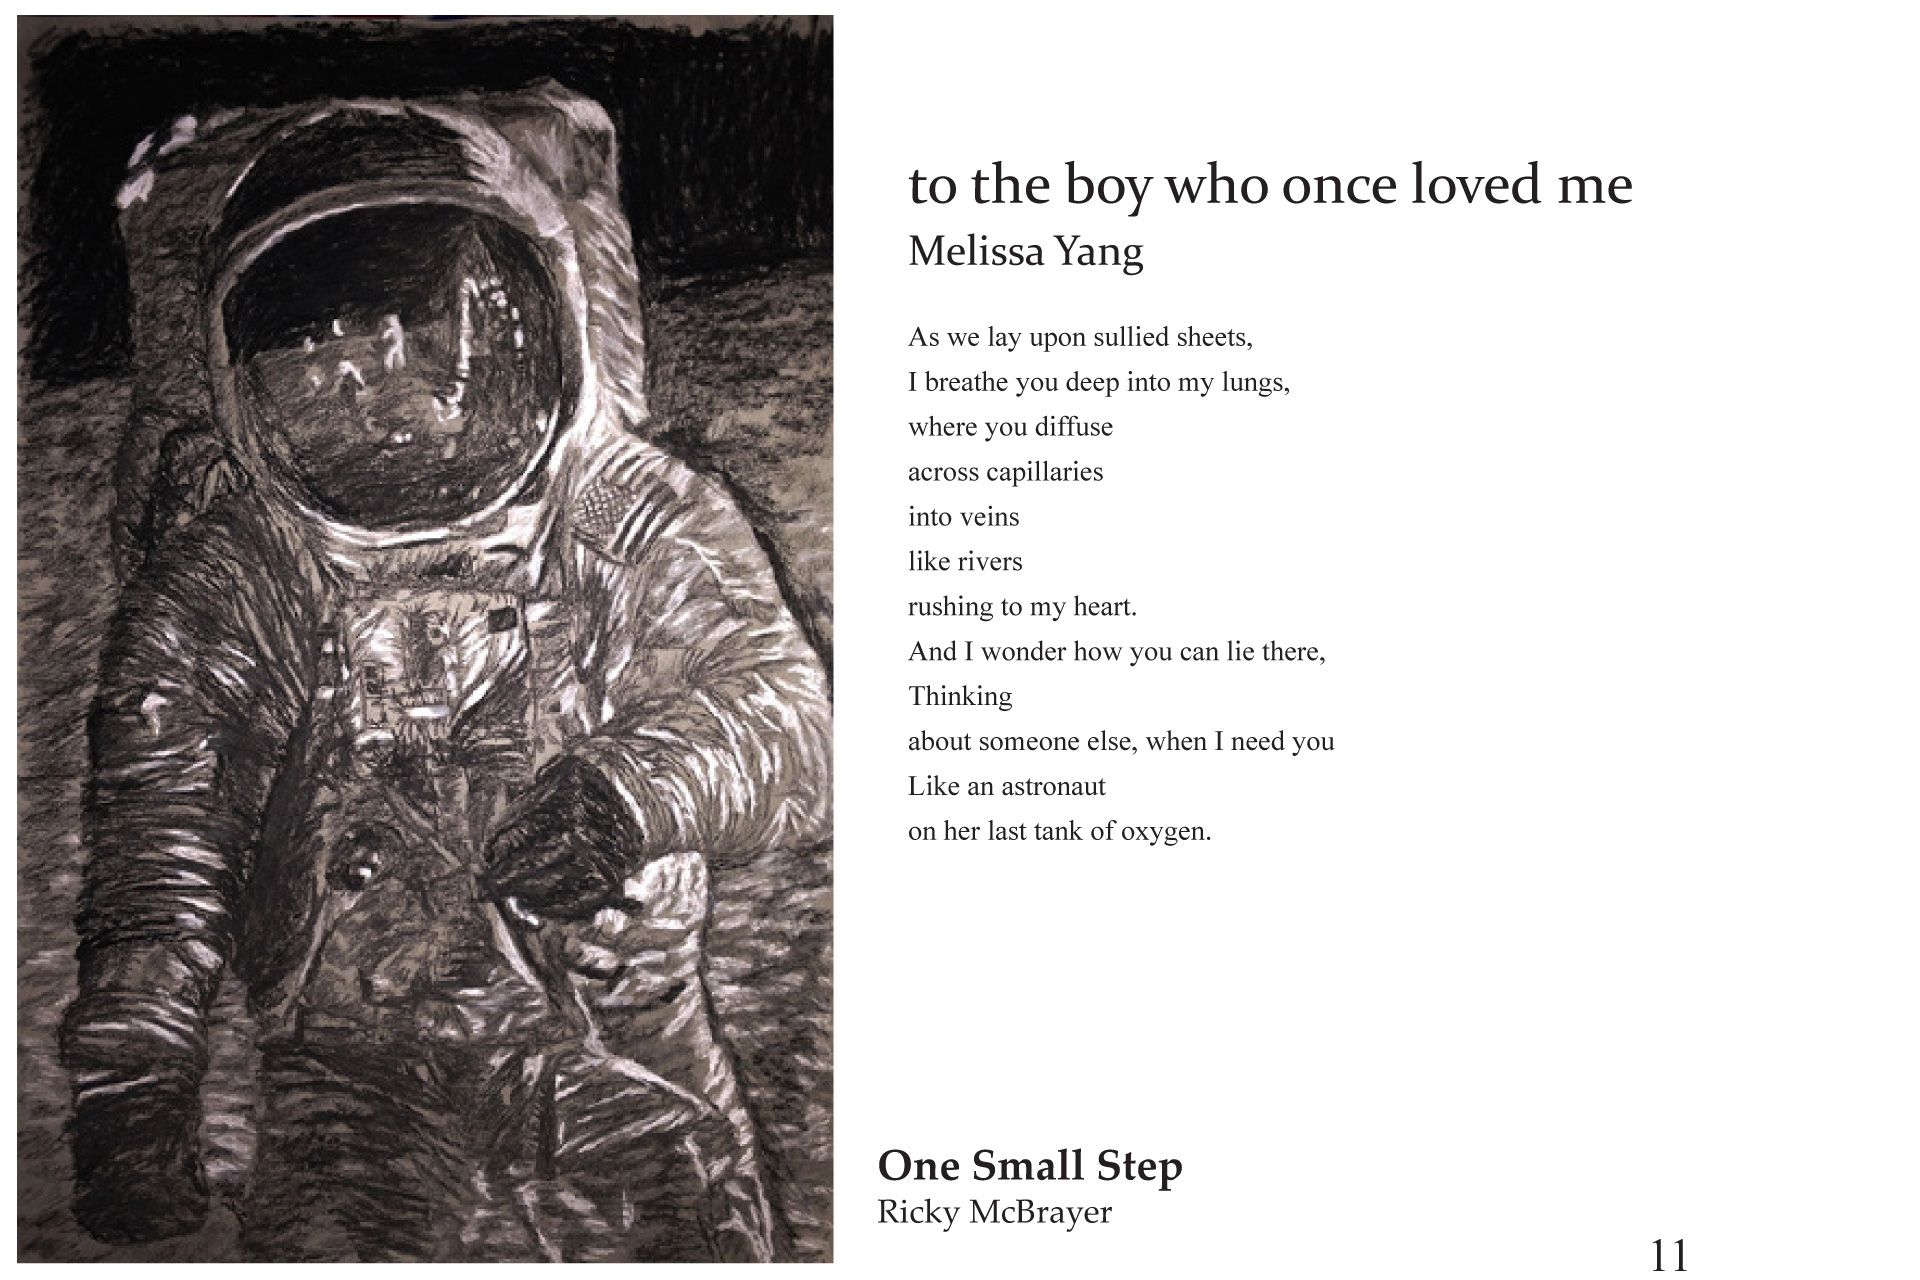 to the boy who once loved me
Melissa Yang
As we lay upon sullied sheets,
I breathe you deep into my lungs,
where you diffuse
across capillaries
into veins
like rivers
rushing to my heart.
And I wonder how you can lie there,
Thinking
about someone else, when I need you
Like an astronaut
on her last tank of oxygen.
One Small Step
Ricky McBrayer
11